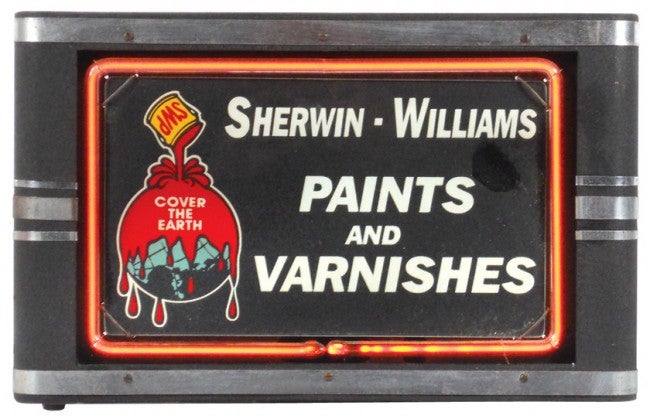 SWP
COVER
THE
EARTH
SHERWIN - WILLIAMS
PAINTS
AND
VARNISHES